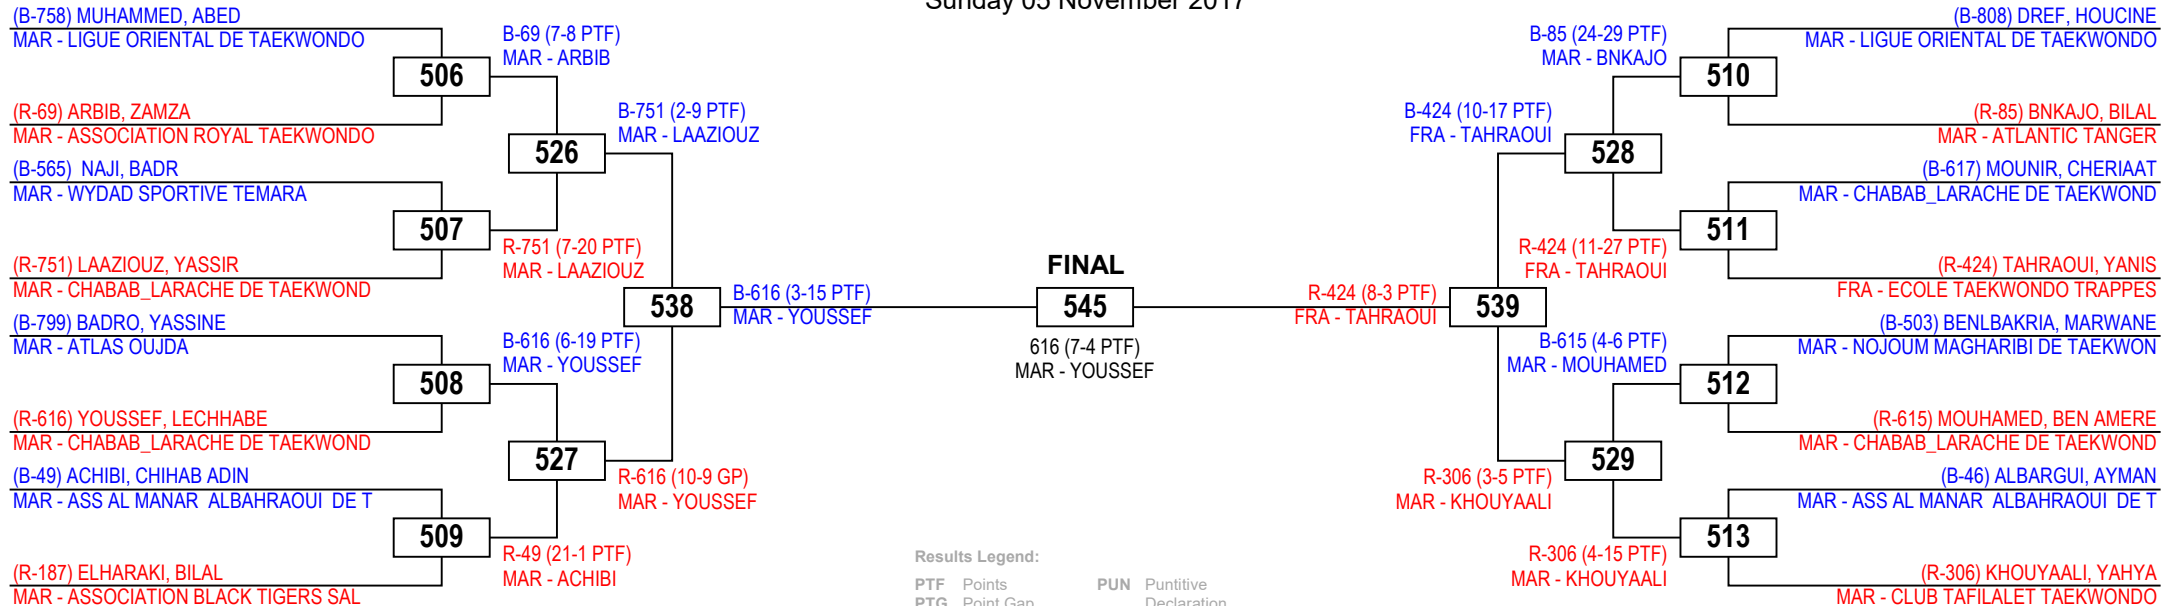 Sunday 05 November 2017
(B-758) MUHAMMED, ABED
MAR - LIGUE ORIENTAL DE TAEKWONDO
506
(R-69) ARBIB, ZAMZA
MAR - ASSOCIATION ROYAL TAEKWONDO
(B-565)  NAJI, BADR
MAR - WYDAD SPORTIVE TEMARA
507
(R-751) LAAZIOUZ, YASSIR
MAR - CHABAB_LARACHE DE TAEKWOND
(B-799) BADRO, YASSINE
MAR - ATLAS OUJDA
508
(R-616) YOUSSEF, LECHHABE
MAR - CHABAB_LARACHE DE TAEKWOND
(B-49) ACHIBI, CHIHAB ADIN
MAR - ASS AL MANAR  ALBAHRAOUI  DE T
509
(R-187) ELHARAKI, BILAL
MAR - ASSOCIATION BLACK TIGERS SAL
B-69 (7-8 PTF)
MAR - ARBIB
526
R-751 (7-20 PTF)
MAR - LAAZIOUZ
B-616 (6-19 PTF)
MAR - YOUSSEF
527
R-49 (21-1 PTF)
MAR - ACHIBI
B-751 (2-9 PTF)
MAR - LAAZIOUZ
538
R-616 (10-9 GP)
MAR - YOUSSEF
B-616 (3-15 PTF)
MAR - YOUSSEF
FINAL
545
616 (7-4 PTF)
MAR - YOUSSEF
R-424 (8-3 PTF)
FRA - TAHRAOUI
539
B-424 (10-17 PTF)
FRA - TAHRAOUI
R-306 (3-5 PTF)
MAR - KHOUYAALI
B-85 (24-29 PTF)
MAR - BNKAJO
528
R-424 (11-27 PTF)
FRA - TAHRAOUI
B-615 (4-6 PTF)
MAR - MOUHAMED
529
R-306 (4-15 PTF)
MAR - KHOUYAALI
(B-808) DREF, HOUCINE
MAR - LIGUE ORIENTAL DE TAEKWONDO
510
(R-85) BNKAJO, BILAL
MAR - ATLANTIC TANGER
(B-617) MOUNIR, CHERIAAT
MAR - CHABAB_LARACHE DE TAEKWOND
511
(R-424) TAHRAOUI, YANIS
FRA - ECOLE TAEKWONDO TRAPPES
(B-503) BENLBAKRIA, MARWANE
MAR - NOJOUM MAGHARIBI DE TAEKWON
512
(R-615) MOUHAMED, BEN AMERE
MAR - CHABAB_LARACHE DE TAEKWOND
(B-46) ALBARGUI, AYMAN
MAR - ASS AL MANAR  ALBAHRAOUI  DE T
513
(R-306) KHOUYAALI, YAHYA
MAR - CLUB TAFILALET TAEKWONDO
Results Legend:
PTF Points PUN Puntitive
PTG Point Gap Declaration